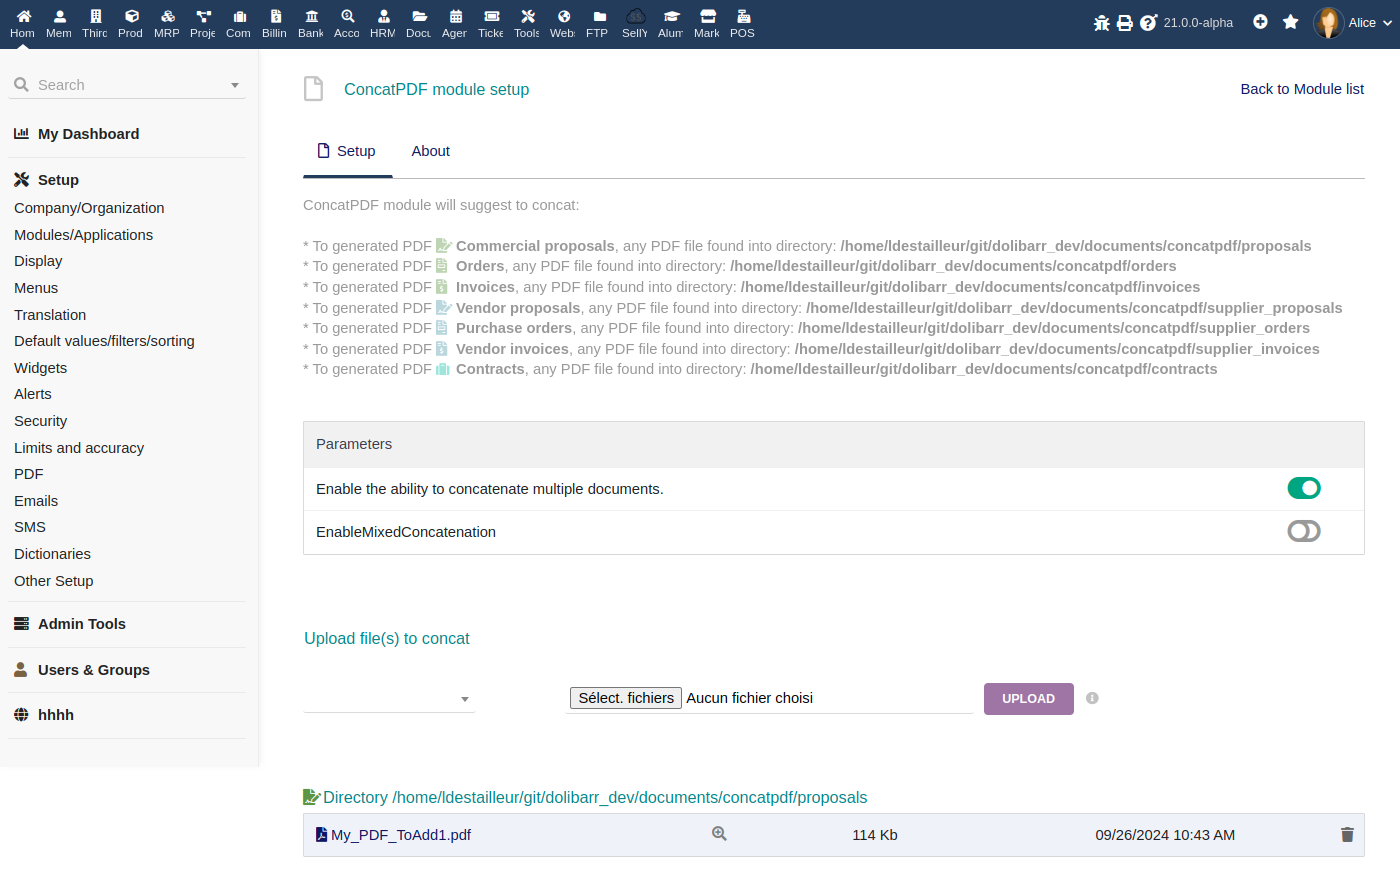 Hom Mem Third Prod MRP Proje Com Billin Bank Acco HRM Docu Agen Ticke Tools Webs FTP SellY Alum Mark POS
21.0.0-alpha Alice
Search
My Dashboard
Setup
Company/Organization
Modules/Applications
Display
Menus
Translation
Default values/filters/sorting
Widgets
Alerts
Security
Limits and accuracy
PDF
Emails
SMS
Dictionaries
Other Setup
Admin Tools
Users & Groups
hhhh
ConcatPDF module setup
Back to Module list
Setup About
ConcatPDF module will suggest to concat:
* To generated PDF Commercial proposals, any PDF file found into directory: /home/ldestailleur/git/dolibarr_dev/documents/concatpdf/proposals
* To generated PDF Orders, any PDF file found into directory: /home/ldestailleur/git/dolibarr_dev/documents/concatpdf/orders
* To generated PDF Invoices, any PDF file found into directory: /home/ldestailleur/git/dolibarr_dev/documents/concatpdf/invoices
* To generated PDF Vendor proposals, any PDF file found into directory: /home/ldestailleur/git/dolibarr_dev/documents/concatpdf/supplier_proposals
* To generated PDF Purchase orders, any PDF file found into directory: /home/ldestailleur/git/dolibarr_dev/documents/concatpdf/supplier_orders
* To generated PDF Vendor invoices, any PDF file found into directory: /home/ldestailleur/git/dolibarr_dev/documents/concatpdf/supplier_invoices
* To generated PDF Contracts, any PDF file found into directory: /home/ldestailleur/git/dolibarr_dev/documents/concatpdf/contracts
Parameters
Enable the ability to concatenate multiple documents.
EnableMixedConcatenation
Upload file(s) to concat
Sélect. fichiers Aucun fichier choisi UPLOAD
Directory /home/ldestailleur/git/dolibarr_dev/documents/concatpdf/proposals
My_PDF_ToAdd1.pdf 114 Kb 09/26/2024 10:43 AM